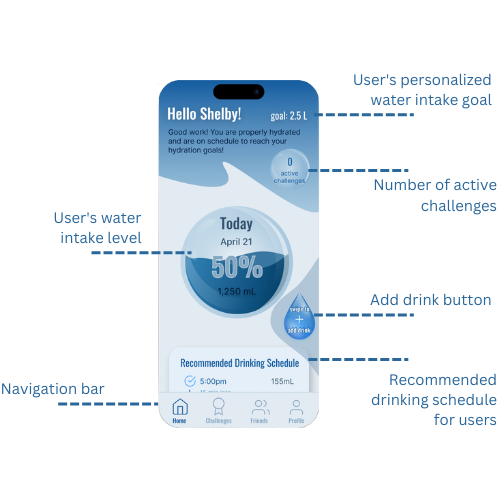 User's personalized
water intake goal
Hello Shelby!
goal: 2.5 L
Good work! You are properly hydrated
and are on schedule to reach your
hydration goals!
0
active
challenges
Number of active
challenges
User's water
intake level
Today
April 21
50%
1,250 mL
Add drink button
swipe to
add drink
Recommended Drinking Schedule
5:00pm
155mL
Recommended
drinking schedule
for users
Navigation bar
Home
Challenges
Friends
Profile